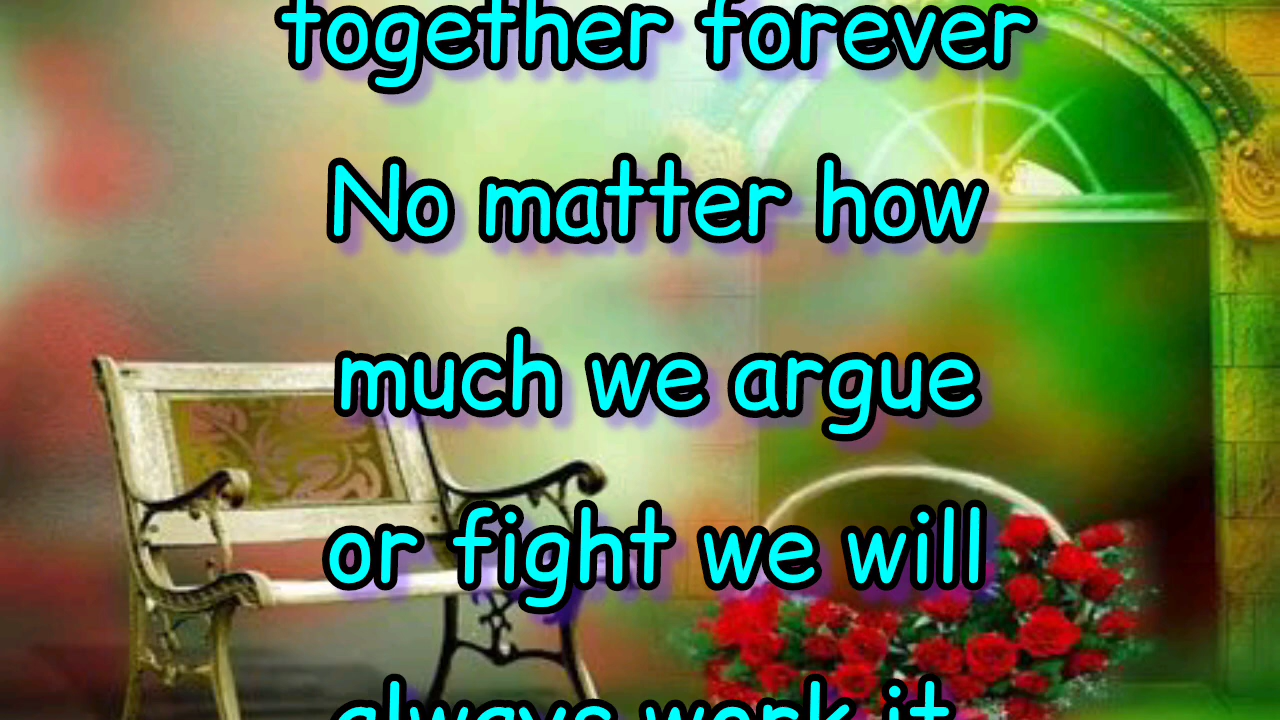 together forever
No matter how
much we argue
or fight we will
always work it